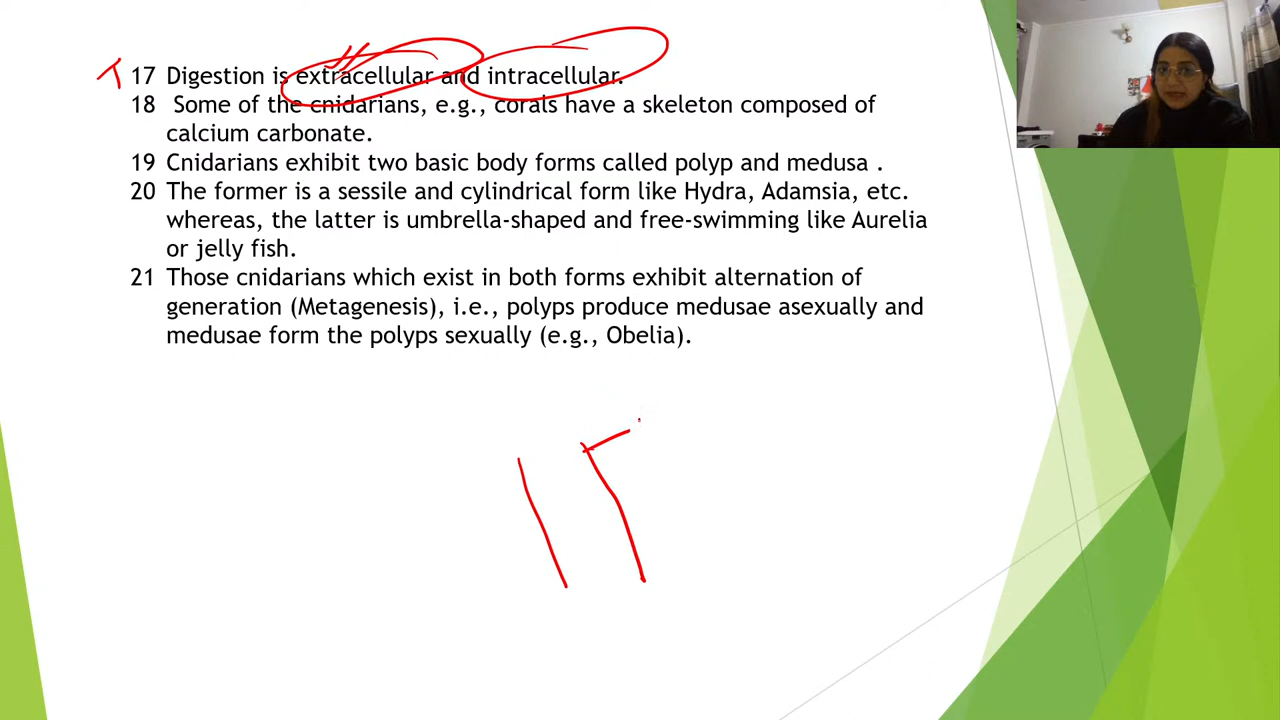 17 Digestion is extracellular and intracellular.
18 Some of the cnidarians, e.g., corals have a skeleton composed of
calcium carbonate.
19 Cnidarians exhibit two basic body forms called polyp and medusa .
20 The former is a sessile and cylindrical form like Hydra, Adamsia, etc.
whereas, the latter is umbrella-shaped and free-swimming like Aurelia
or jelly fish.
21 Those cnidarians which exist in both forms exhibit alternation of
generation (Metagenesis), i.e., polyps produce medusae asexually and
medusae form the polyps sexually (e.g., Obelia).